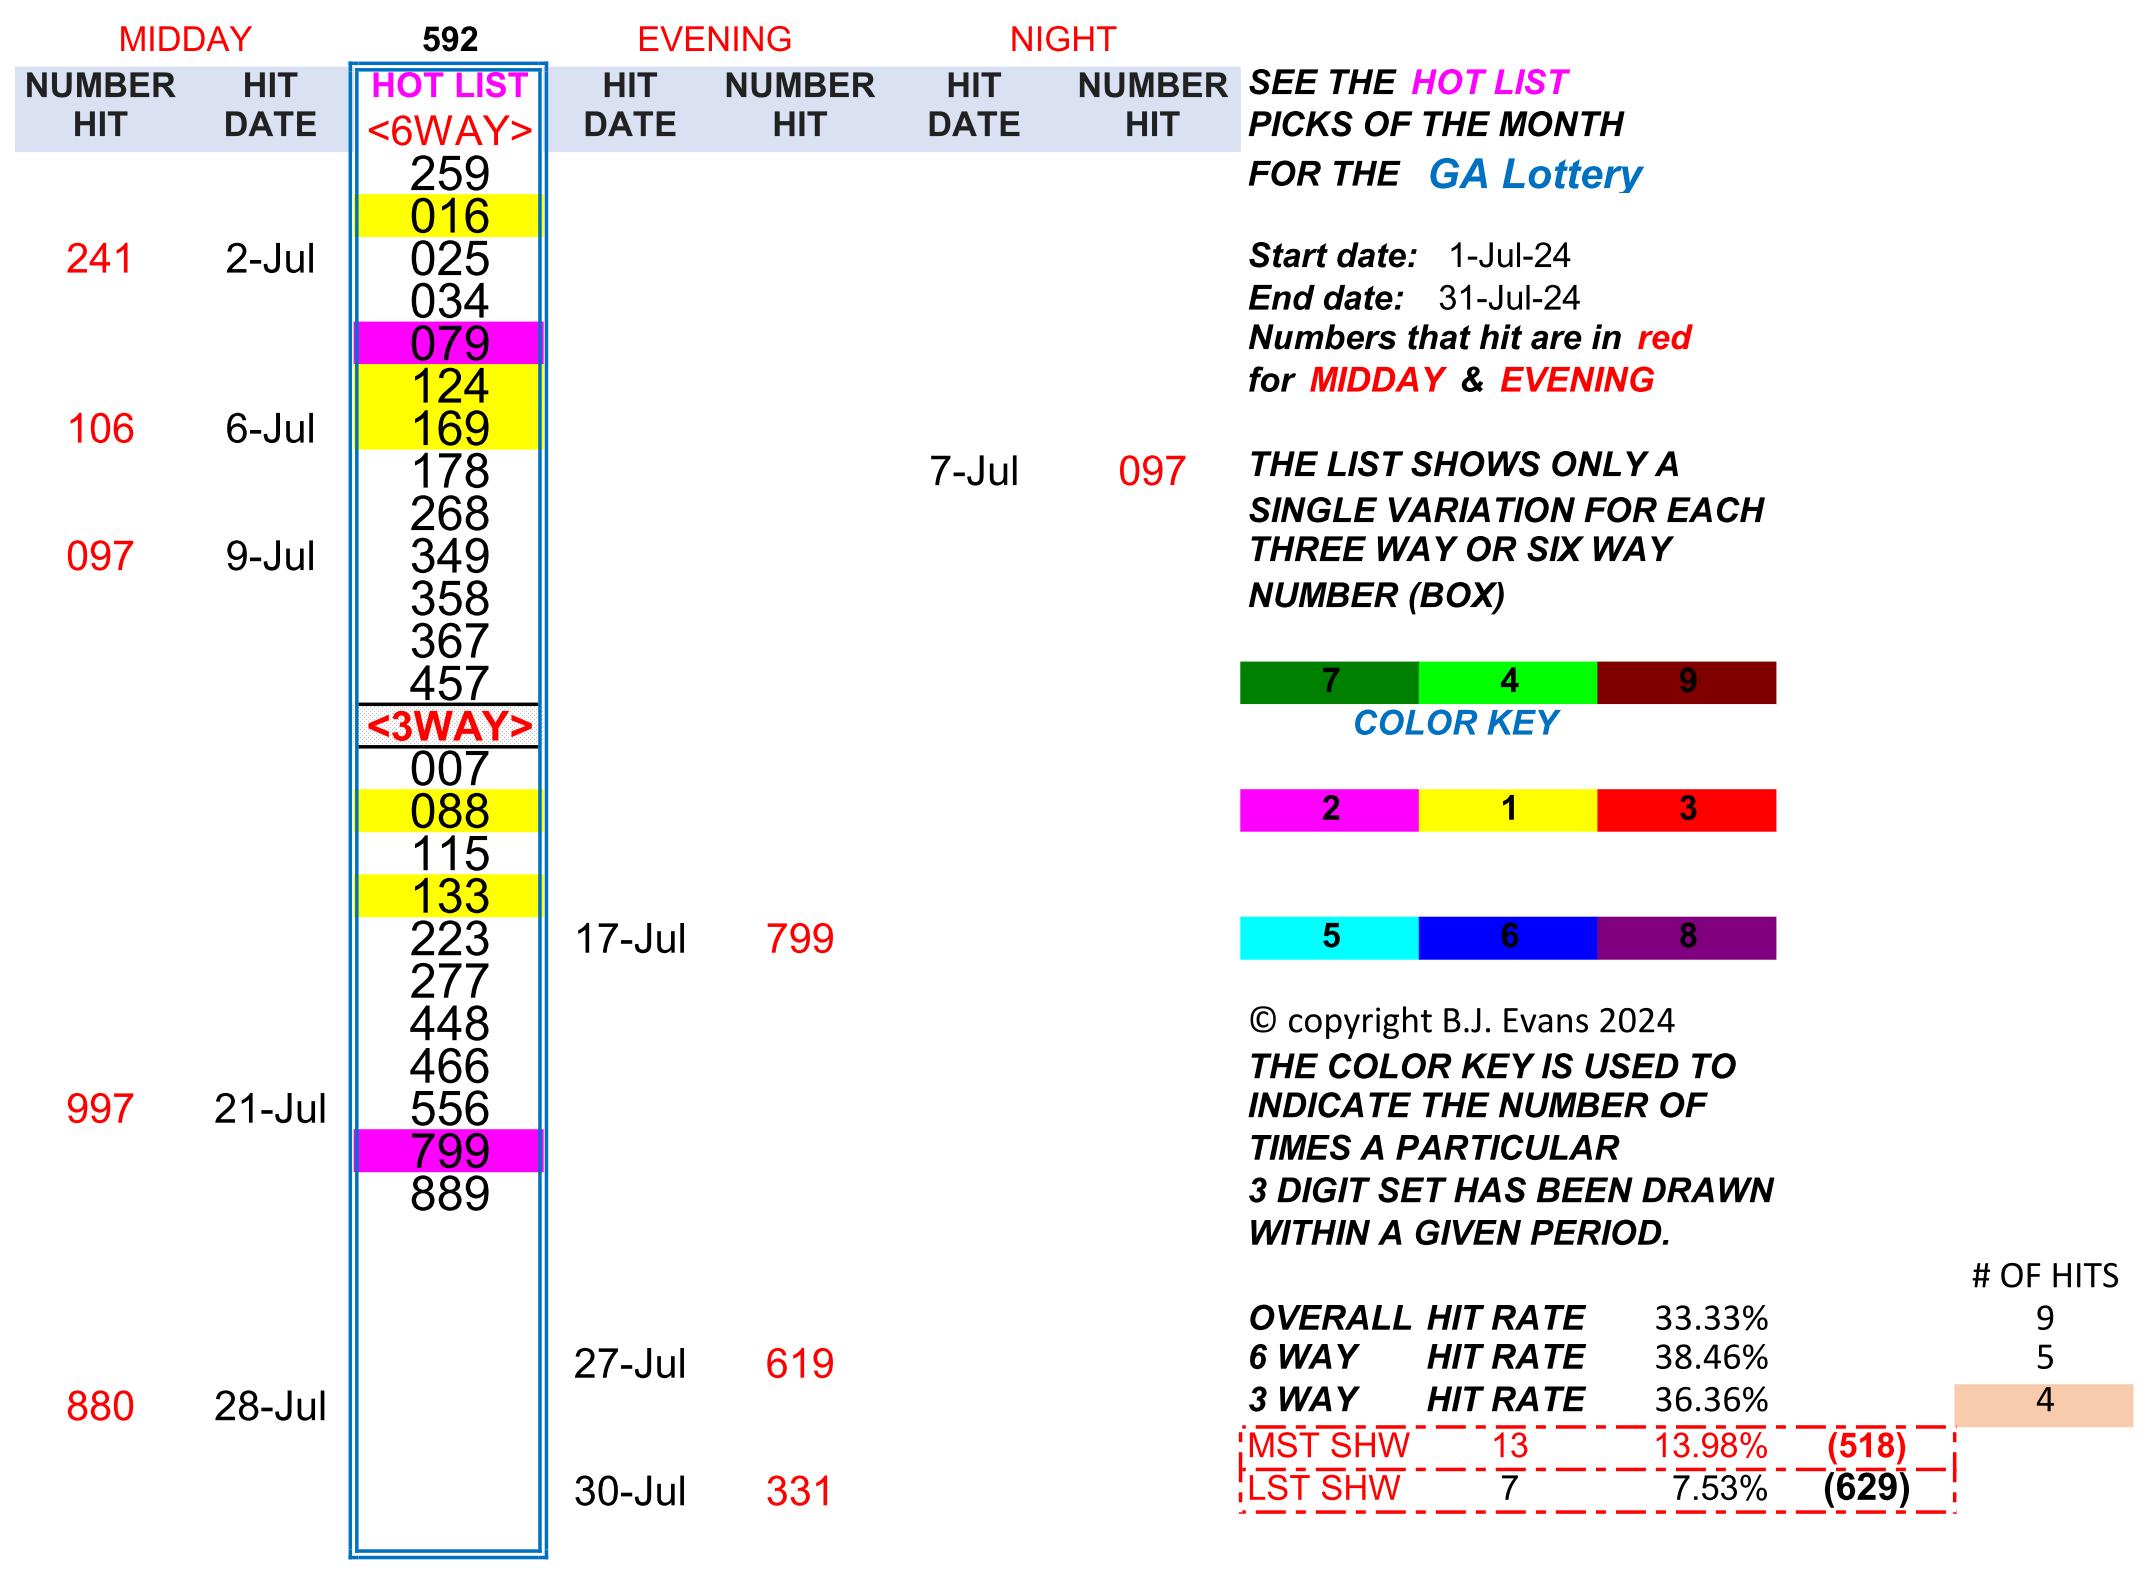 MIDDAY 592 EVENING NIGHT
NUMBER HIT HOT LIST HIT NUMBER HIT NUMBER SEE THE HOT LIST
HIT DATE <6WAY> DATE HIT DATE HIT PICKS OF THE MONTH
259 FOR THE GA Lottery
016
241 2-Jul 025 Start date: 1-Jul-24
034 End date: 31-Jul-24
079 Numbers that hit are in red
124 for MIDDAY & EVENING
106 6-Jul 169
178 7-Jul 097 THE LIST SHOWS ONLY A
268 SINGLE VARIATION FOR EACH
097 9-Jul 349 THREE WAY OR SIX WAY
358 NUMBER (BOX)
367
457 7 4 9
<3WAY> COLOR KEY
007
088 2 1 3
115
133
223 17-Jul 799 5 6 8
277
448 © copyright B.J. Evans 2024
466 THE COLOR KEY IS USED TO
997 21-Jul 556 INDICATE THE NUMBER OF
799 TIMES A PARTICULAR
889 3 DIGIT SET HAS BEEN DRAWN
WITHIN A GIVEN PERIOD.
# OF HITS
OVERALL HIT RATE 33.33% 9
27-Jul 619 6 WAY HIT RATE 38.46% 5
880 28-Jul 3 WAY HIT RATE 36.36% 4
MST SHW 13 13.98% (518)
30-Jul 331 LST SHW 7 7.53% (629)